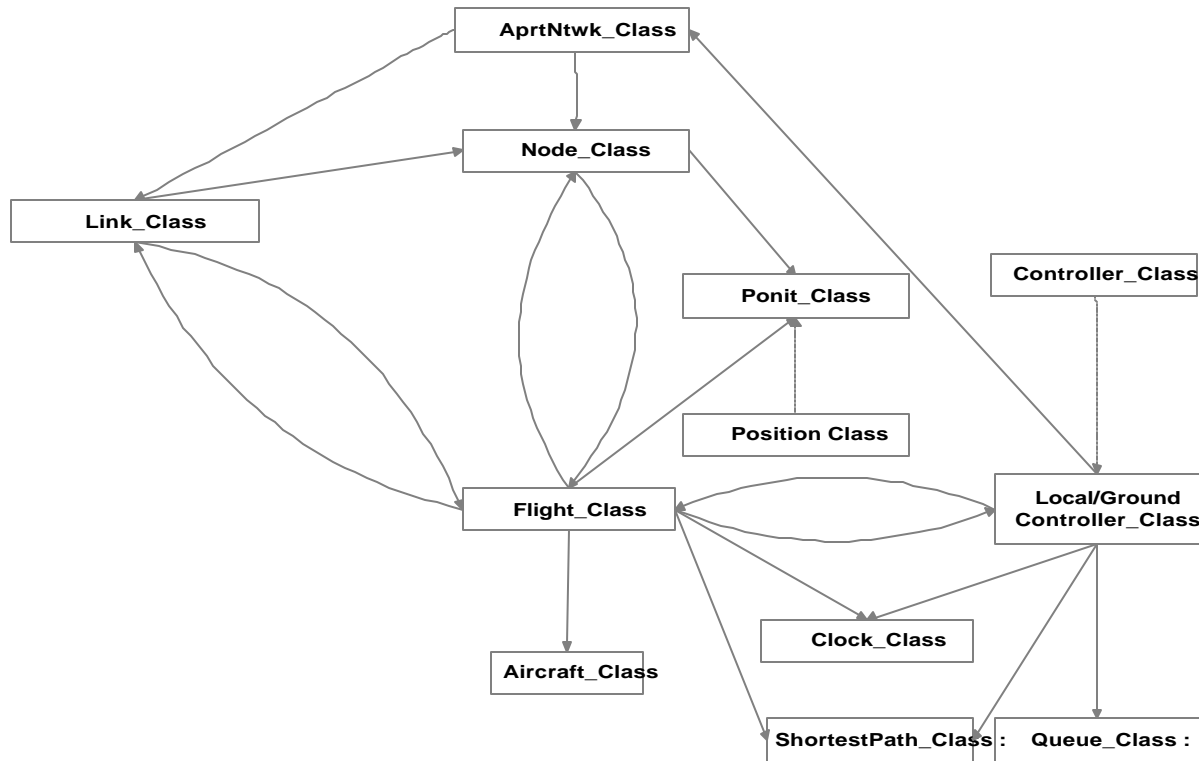 AprtNtwk_Class
Node_Class
Link_Class
Controller_Class
Ponit_Class
Position Class
Local/Ground
Controller_Class
Flight_Class
Clock_Class
Aircraft_Class
ShortestPath_Class :
Queue_Class :